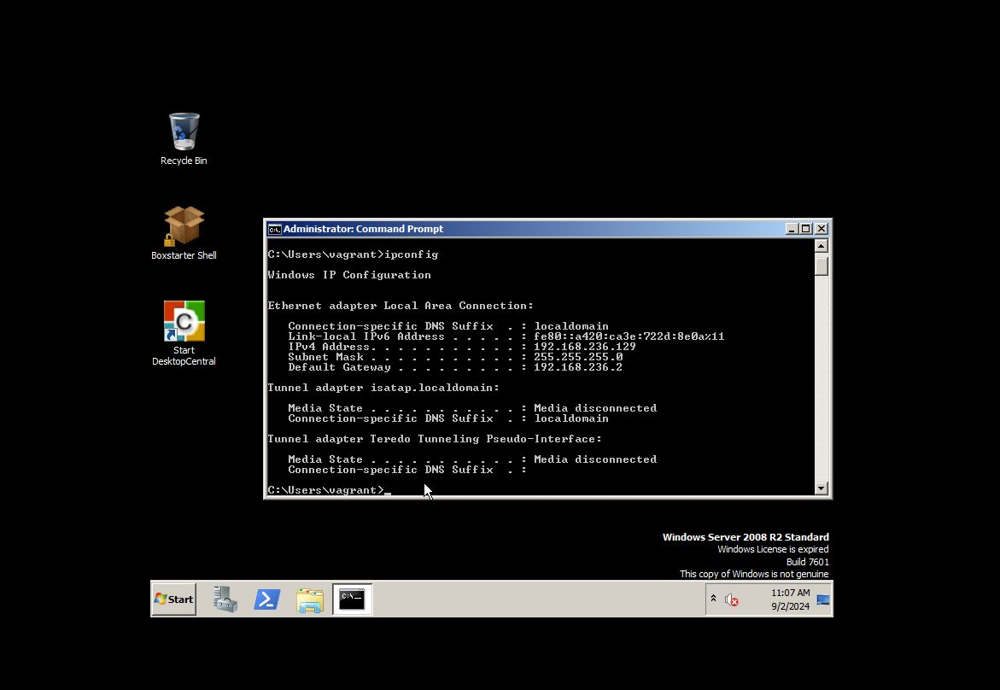 Recycle Bin
Boxstarter Shell
Start
DesktopCentral
Administrator: Command Prompt
C:\Users\vagrant>ipconfig
Windows IP Configuration
Ethernet adapter Local Area Connection:
Connection-specific DNS Suffix  . : localdomain
Link-local IPv6 Address . . . . . : fe80::a420:ca3e:722d:8e0a%11
IPv4 Address. . . . . . . . . . . : 192.168.236.129
Subnet Mask . . . . . . . . . . . : 255.255.255.0
Default Gateway . . . . . . . . . : 192.168.236.2
Tunnel adapter isatap.localdomain:
Media State . . . . . . . . . . . : Media disconnected
Connection-specific DNS Suffix  . : localdomain
Tunnel adapter Teredo Tunneling Pseudo-Interface:
Media State . . . . . . . . . . . : Media disconnected
Connection-specific DNS Suffix  . :
C:\Users\vagrant>_
Windows Server 2008 R2 Standard
Windows License is expired
Build 7601
This copy of Windows is not genuine
Start
11:07 AM
9/2/2024